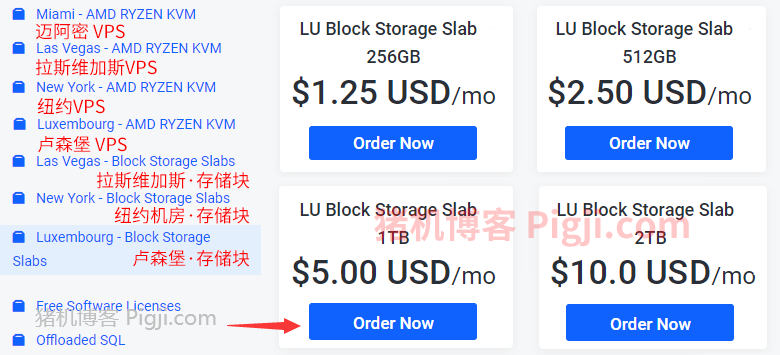 Miami - AMD RYZEN KVM
迈阿密 VPS
Las Vegas - AMD RYZEN KVM
拉斯维加斯VPS
New York - AMD RYZEN KVM
纽约VPS
Luxembourg - AMD RYZEN KVM
卢森堡 VPS
Las Vegas - Block Storage Slabs
拉斯维加斯·存储块
New York - Block Storage Slabs
纽约机房·存储块
Luxembourg - Block Storage
Slabs
卢森堡·存储块
Free Software Licenses
猪机博客 Pigji.com
Offloaded SQL
LU Block Storage Slab
256GB
$1.25 USD/mo
Order Now
LU Block Storage Slab
512GB
$2.50 USD/mo
Order Now
LU Block Storage Slab
1TB
$5.00 USD/mo
Order Now
LU Block Storage Slab
2TB
$10.0 USD/mo
Order Now
猪机博客 Pigji.com